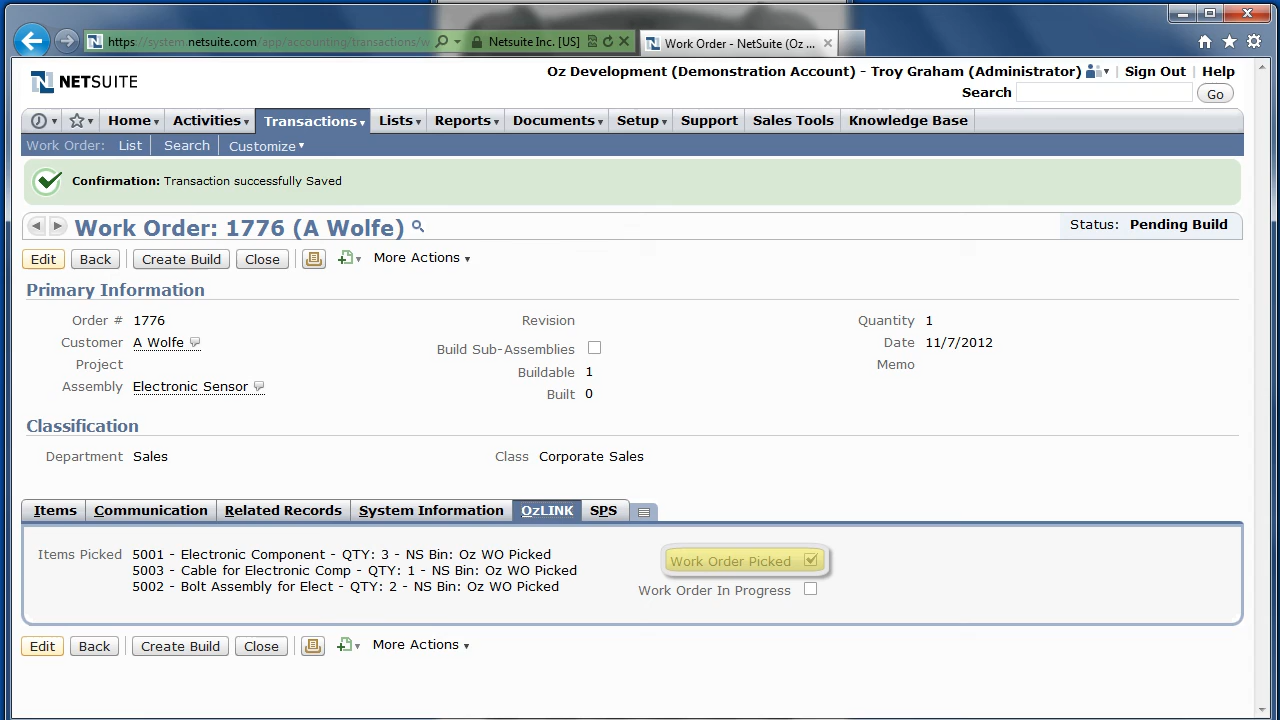 https://system.netsuite.com/app/accounting/transactions/w
Netsuite Inc. [US]
Work Order - NetSuite (Oz ...
NETSUITE
Oz Development (Demonstration Account) - Troy Graham (Administrator) Sign Out Help
Search Go
Home Activities Transactions Lists Reports Documents Setup Support Sales Tools Knowledge Base
Work Order: List Search Customize
Confirmation: Transaction successfully Saved
Work Order: 1776 (A Wolfe)
Status: Pending Build
Edit Back Create Build Close More Actions
Primary Information
Order # 1776
Customer A Wolfe
Project
Assembly Electronic Sensor
Revision
Build Sub-Assemblies
Buildable 1
Built 0
Quantity 1
Date 11/7/2012
Memo
Classification
Department Sales
Class Corporate Sales
Items Communication Related Records System Information OzLINK SPS
Items Picked 5001 - Electronic Component - QTY: 3 - NS Bin: Oz WO Picked
5003 - Cable for Electronic Comp - QTY: 1 - NS Bin: Oz WO Picked
5002 - Bolt Assembly for Elect - QTY: 2 - NS Bin: Oz WO Picked
Work Order Picked
Work Order In Progress
Edit Back Create Build Close More Actions